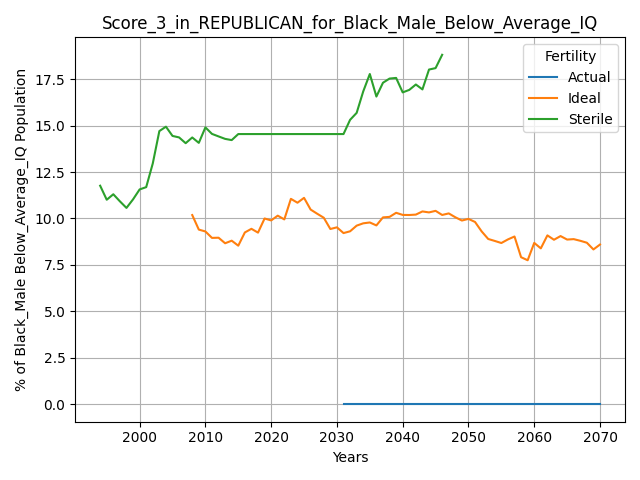 Score_3_in_REPUBLICAN_for_Black_Male_Below_Average_IQ
% of Black_Male Below_Average_IQ Population
17.5
15.0
12.5
10.0
7.5
5.0
2.5
0.0
Fertility
Actual
Ideal
Sterile
2000 2010 2020 2030 2040 2050 2060 2070
Years